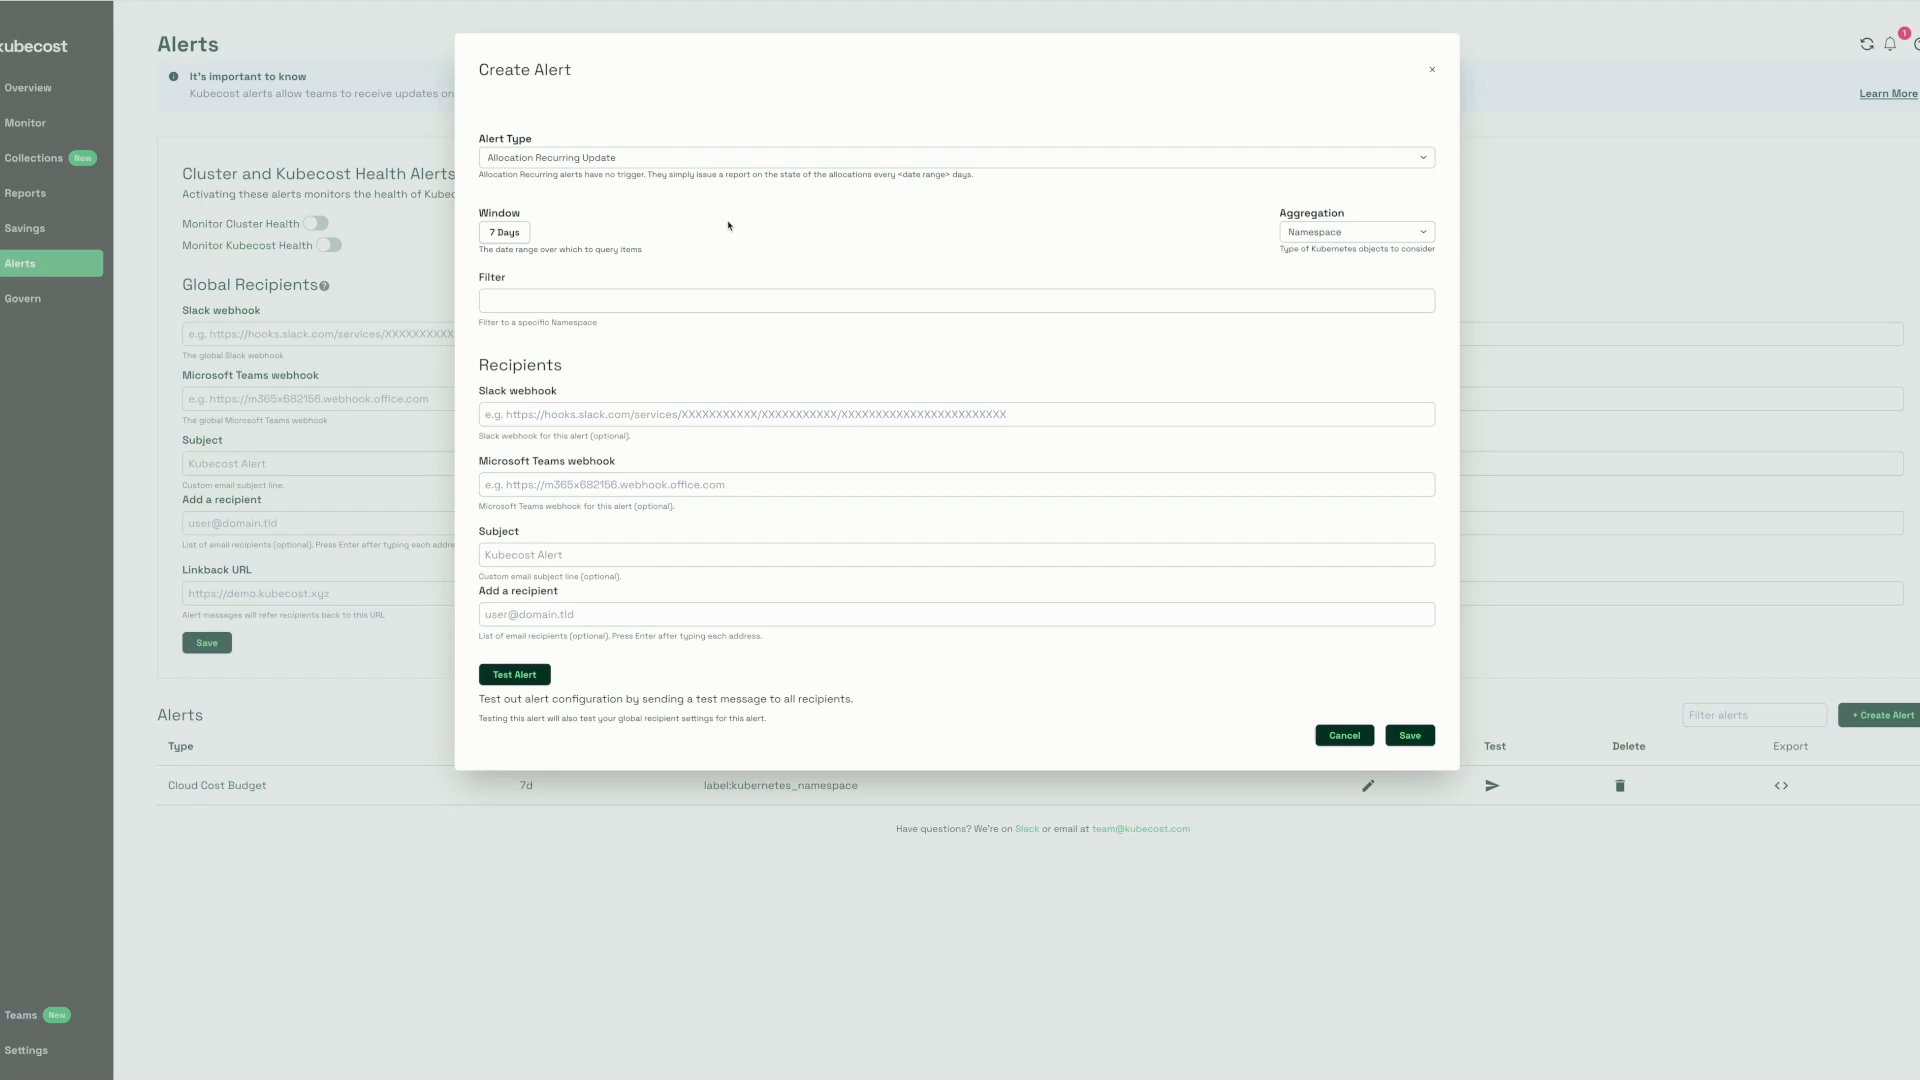 kubecost
Overview
Monitor
Collections New
Reports
Savings
Alerts
Govern
Teams New
Settings
Alerts
It's important to know
Kubecost alerts allow teams to receive updates on
Learn More
1
Cluster and Kubecost Health Alerts
Activating these alerts monitors the health of Kubec
Monitor Cluster Health
Monitor Kubecost Health
Global Recipients
Slack webhook
e.g. https://hooks.slack.com/services/XXXXXXXXXX
The global Slack webhook
Microsoft Teams webhook
e.g. https://m365x682156.webhook.office.com
The global Microsoft Teams webhook
Subject
Kubecost Alert
Custom email subject line.
Add a recipient
user@domain.tld
List of email recipients (optional). Press Enter after typing each addre
Linkback URL
https://demo.kubecost.xyz
Alert messages will refer recipients back to this URL
Save
Create Alert
Alert Type
Allocation Recurring Update
Allocation Recurring alerts have no trigger. They simply issue a report on the state of the allocations every <date range> days.
Window
7 Days
The date range over which to query items
Aggregation
Namespace
Type of Kubernetes objects to consider
Filter
Filter to a specific Namespace
Recipients
Slack webhook
e.g. https://hooks.slack.com/services/XXXXXXXXXXX/XXXXXXXXXXX/XXXXXXXXXXXXXXXXXXXXXXXX
Slack webhook for this alert (optional).
Microsoft Teams webhook
e.g. https://m365x682156.webhook.office.com
Microsoft Teams webhook for this alert (optional).
Subject
Kubecost Alert
Custom email subject line (optional).
Add a recipient
user@domain.tld
List of email recipients (optional). Press Enter after typing each address.
Test Alert
Test out alert configuration by sending a test message to all recipients.
Testing this alert will also test your global recipient settings for this alert.
Cancel Save
Alerts
Filter alerts
+ Create Alert
Type Test Delete Export
Cloud Cost Budget 7d label:kubernetes_namespace
Have questions? We're on Slack or email at team@kubecost.com